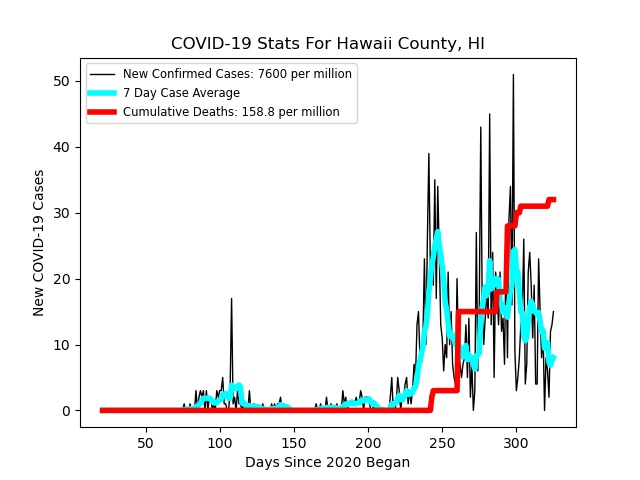 COVID-19 Stats For Hawaii County, HI
New Confirmed Cases: 7600 per million
7 Day Case Average
Cumulative Deaths: 158.8 per million
New COVID-19 Cases
50
40
30
20
10
0
50 100 150 200 250 300
Days Since 2020 Began